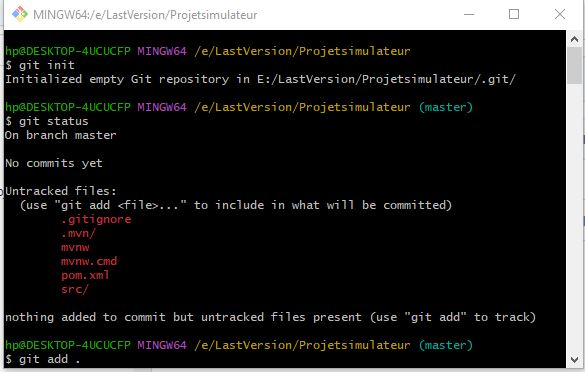 MINGW64:/e/LastVersion/Projetsimulateur
hp@DESKTOP-4UCUCFP MINGW64 /e/LastVersion/Projetsimulateur
$ git init
Initialized empty Git repository in E:/LastVersion/Projetsimulateur/.git/
hp@DESKTOP-4UCUCFP MINGW64 /e/LastVersion/Projetsimulateur (master)
$ git status
On branch master
No commits yet
Untracked files:
(use "git add <file>..." to include in what will be committed)
.gitignore
.mvn/
mvnw
mvnw.cmd
pom.xml
src/
nothing added to commit but untracked files present (use "git add" to track)
hp@DESKTOP-4UCUCFP MINGW64 /e/LastVersion/Projetsimulateur (master)
$ git add .